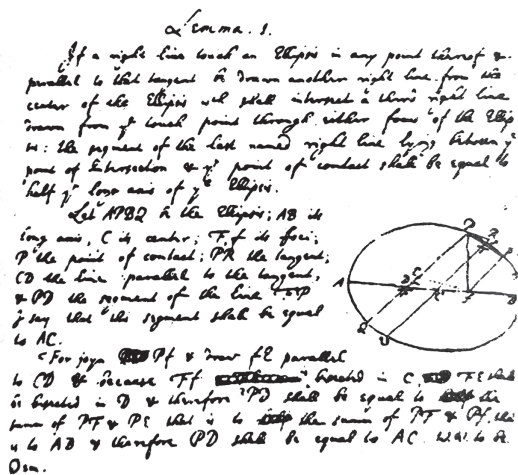 Lemma. 1.
If a right line touch an Ellipsis in any point thereof &
parallel to that tangent be drawn another right line from the
center of the Ellipsis wch shall intersect a third right line
drawn from ye touch point through either focus of the Ellip
sis: the segment of the last named right line lying between ye
point of Intersection & ye point of contact shall be equal to
half ye long axis of ye Ellipsis.
Let APBQ be the Ellipsis; AB its
long axis, C its center; F, f its foci;
P the point of contact; PR the tangent;
CD the line parallel to the tangent,
& PD the segment of the line FP
I say that this segment shall be equal
to AC.
For joyn Pf & draw fE parallel
to CD & because Ff is bisected in C, FE shall
be bisected in D & therefore PD shall be equal to the
sum of PF & PE that is to the sum of PF & Pf, that
is to AB & therefore PD shall be equal to AC. W.w. to be
Dem.
P
R
A
D
C
F
B
Q